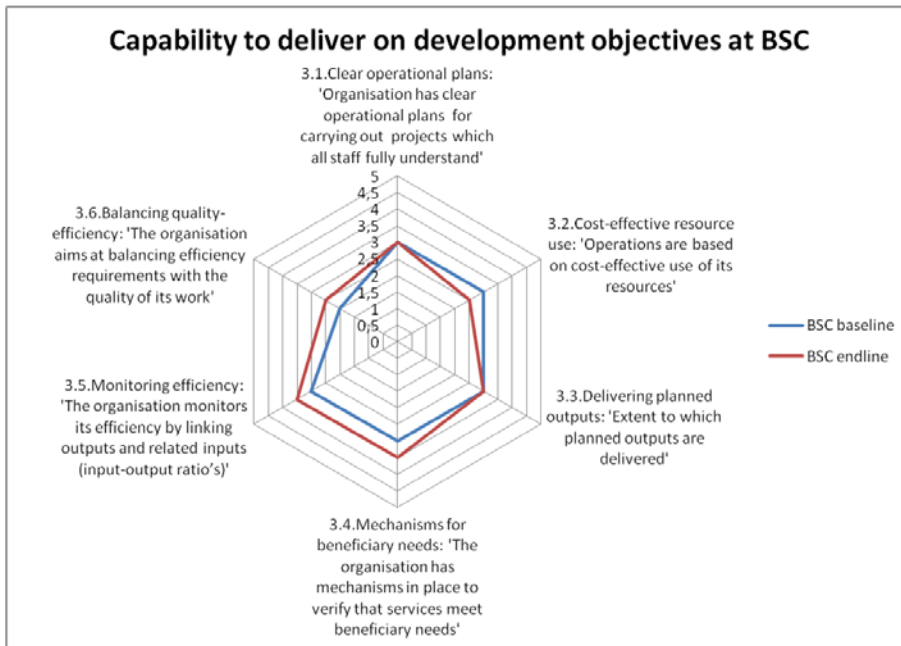 Capability to deliver on development objectives at BSC
3.1.Clear operational plans:
'Organisation has clear
operational plans for
carrying out projects which
all staff fully understand'
5
4,5
4
3,5
3
2,5
2
1,5
1
0,5
0
3.2.Cost-effective resource
use: 'Operations are based
on cost-effective use of its
resources'
3.3.Delivering planned
outputs: 'Extent to which
planned outputs are
delivered'
3.4.Mechanisms for
beneficiary needs: 'The
organisation has
mechanisms in place to
verify that services meet
beneficiary needs'
3.5.Monitoring efficiency:
'The organisation monitors
its efficiency by linking
outputs and related inputs
(input-output ratio's)'
3.6.Balancing quality-
efficiency: 'The organisation
aims at balancing efficiency
requirements with the
quality of its work'
BSC baseline
BSC endline